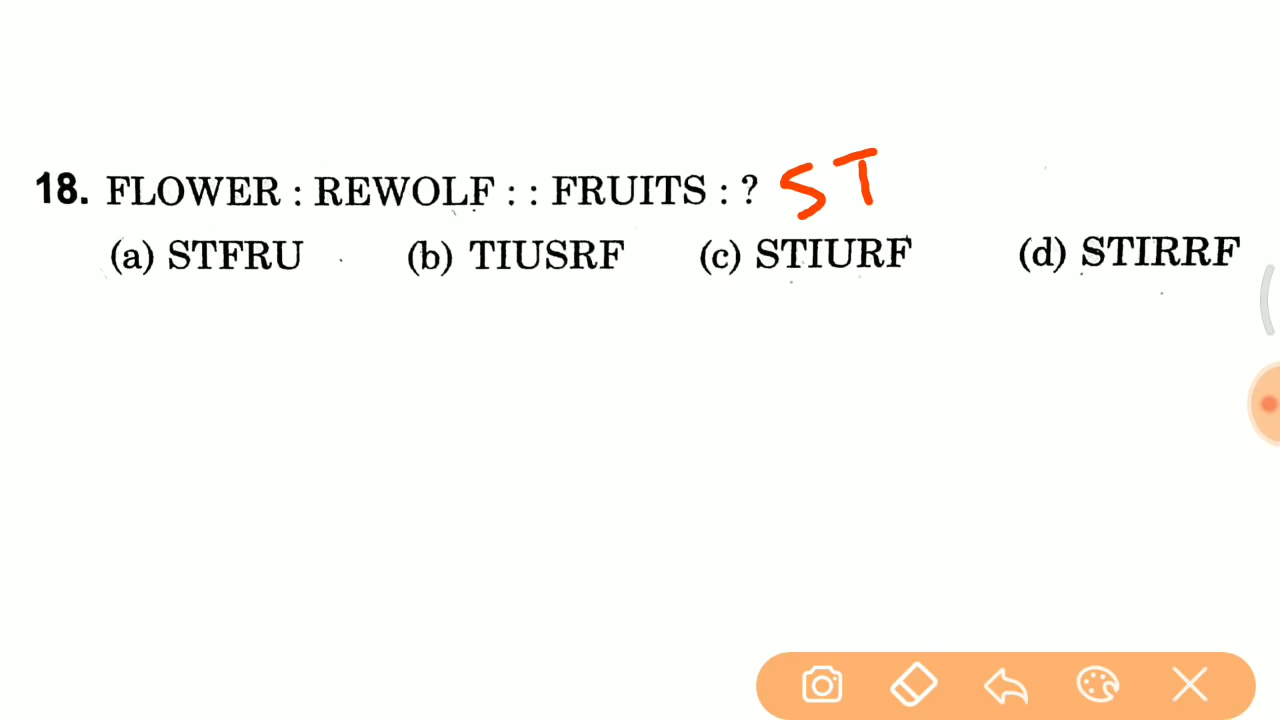 18. FLOWER : REWOLF : : FRUITS : ? ST
(a) STFRU (b) TIUSRF (c) STIURF (d) STIRRF